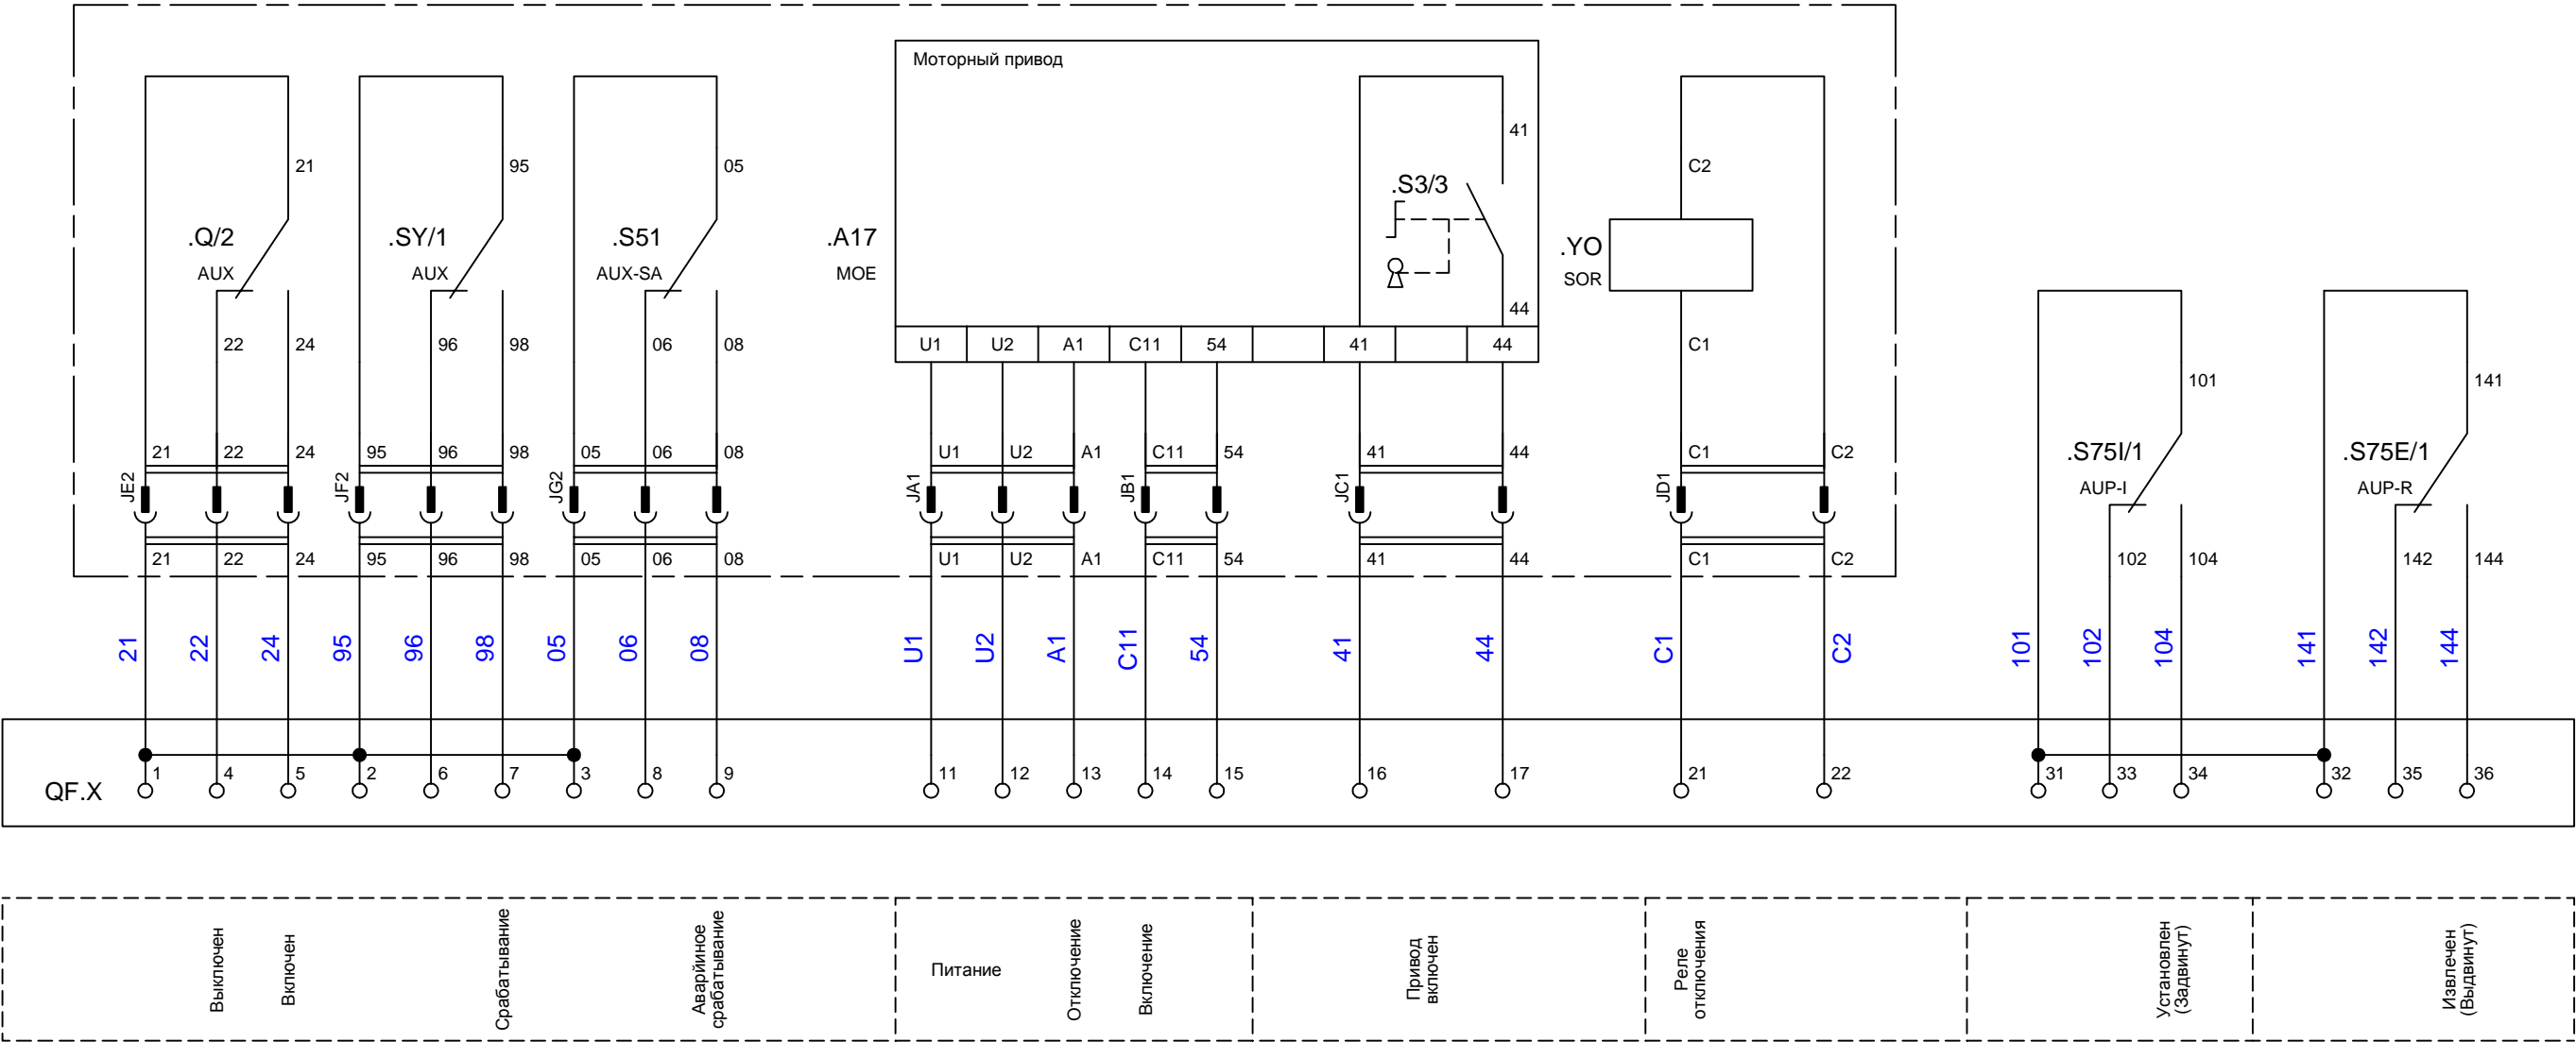 Моторный привод
41
21
95
05
C2
.S3/3
.Q/2
.SY/1
.S51
.A17
.YO
AUX
AUX
AUX-SA
MOE
SOR
44
22
24
96
98
06
08
U1
U2
A1
C11
54
41
44
C1
101
141
21
22
24
95
96
98
05
06
08
U1
U2
A1
C11
54
41
44
C1
C2
.S75I/1
.S75E/1
JE2
JF2
JG2
JA1
JB1
JC1
JD1
AUP-I
AUP-R
21
22
24
95
96
98
05
06
08
U1
U2
A1
C11
54
41
44
C1
C2
102
104
142
144
21
22
24
95
96
98
05
06
08
U1
U2
A1
C11
54
41
44
C1
C2
101
102
104
141
142
144
QF.X
1
4
5
2
6
7
3
8
9
11
12
13
14
15
16
17
21
22
31
33
34
32
35
36
Выключен
Включен
Срабатывание
Аварйиное
срабатывание
Питание
Отключение
Включение
Привод
включен
Реле
отключения
Установлен
(Задвинут)
Извлечен
(Выдвинут)